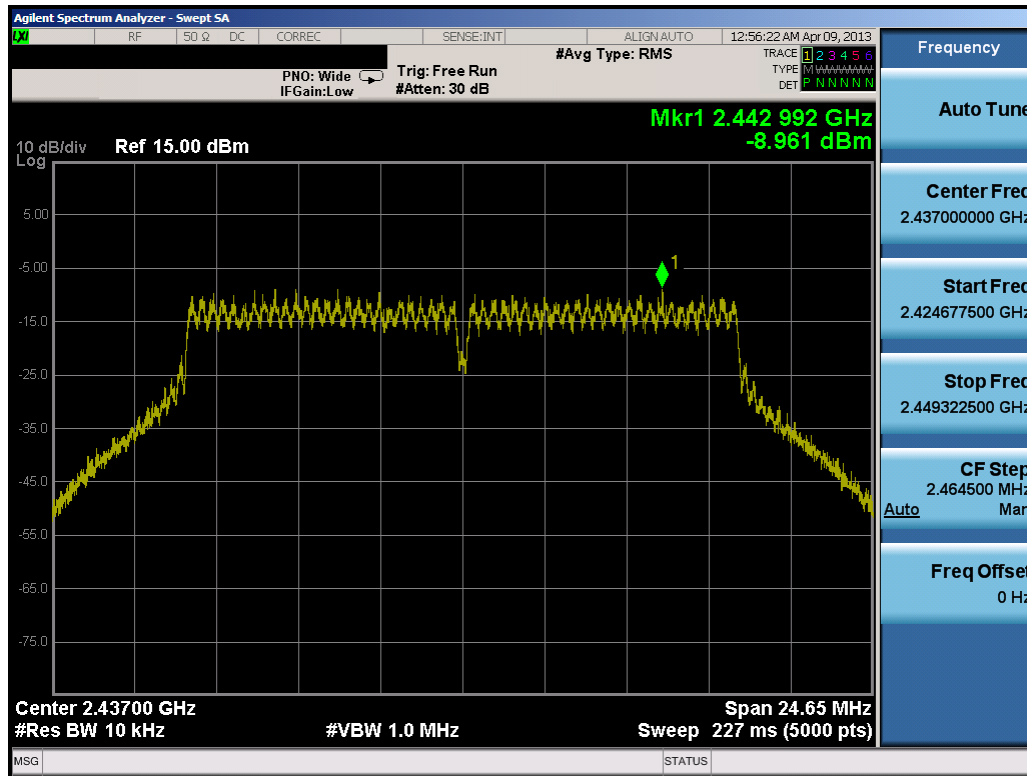 Agilent Spectrum Analyzer - Swept SA
LXI RF 50 Ω DC CORREC SENSE:INT ALIGN AUTO 12:56:22 AM Apr 09, 2013
PNO: Wide
IFGain:Low
Trig: Free Run
#Atten: 30 dB
#Avg Type: RMS
TRACE 1 2 3 4 5 6
TYPE M WWWWW
DET P N N N N N
Mkr1 2.442 992 GHz
-8.961 dBm
10 dB/div
Log
Ref 15.00 dBm
1
5.00
-5.00
-15.0
-25.0
-35.0
-45.0
-55.0
-65.0
-75.0
Center 2.43700 GHz
Span 24.65 MHz
#Res BW 10 kHz
#VBW 1.0 MHz
Sweep 227 ms (5000 pts)
MSG
STATUS
Frequency
Auto Tune
Center Freq
2.437000000 GHz
Start Freq
2.424677500 GHz
Stop Freq
2.449322500 GHz
CF Step
2.464500 MHz
Auto Man
Freq Offset
0 Hz